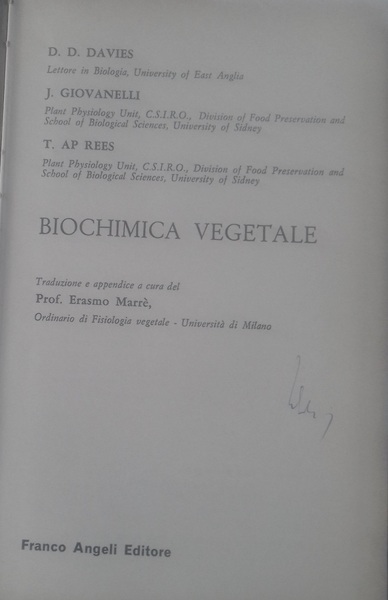 D. D. DAVIES
Lettore in Biologia, University of East Anglia
J. GIOVANELLI
Plant Physiology Unit, C.S.I.R.O., Division of Food Preservation and
School of Biological Sciences, University of Sidney
T. AP REES
Plant Physiology Unit, C.S.I.R.O., Division of Food Preservation and
School of Biological Sciences, University of Sidney
BIOCHIMICA VEGETALE
Traduzione e appendice a cura del
Prof. Erasmo Marrè,
Ordinario di Fisiologia vegetale - Università di Milano
Franco Angeli Editore